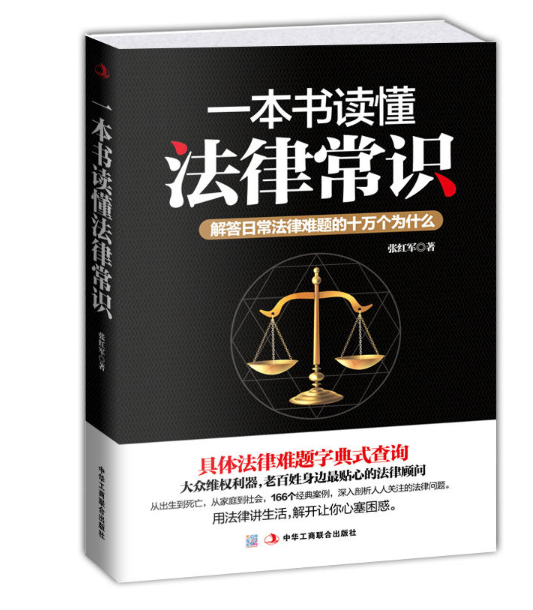 一本书读懂法律常识
张红军◎著
中华工商联合出版社
一本书读懂
法律常识
解答日常法律难题的十万个为什么
张红军◎著
具体法律难题字典式查询
大众维权利器,老百姓身边最贴心的法律顾问
从出生到死亡,从家庭到社会,166个经典案例,深入剖析人人关注的法律问题。
用法律讲生活,解开让你心塞困惑。
中华工商联合出版社